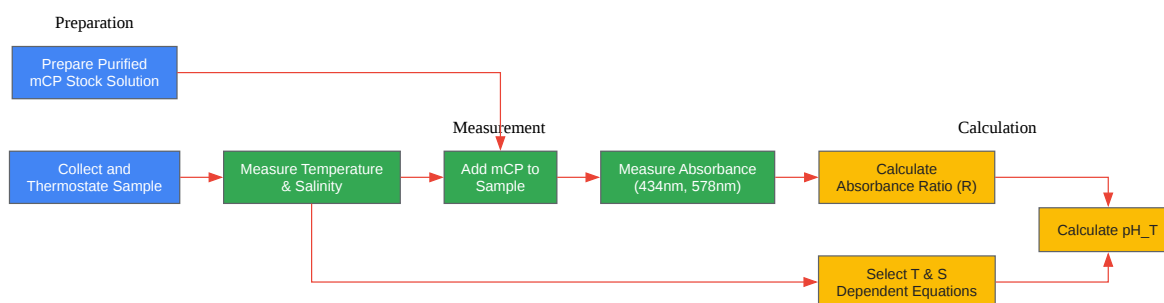 Preparation
Prepare Purified
mCP Stock Solution
Measurement
Calculation
Collect and
Thermostate Sample
Measure Temperature
& Salinity
Add mCP to
Sample
Measure Absorbance
(434nm, 578nm)
Calculate
Absorbance Ratio (R)
Calculate pH_T
Select T & S
Dependent Equations